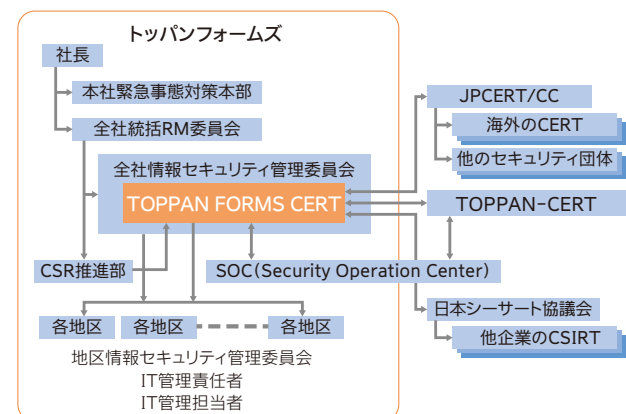 トッパンフォームズ
社長
本社緊急事態対策本部
全社統括RM委員会
全社情報セキュリティ管理委員会
TOPPAN FORMS CERT
CSR推進部
SOC(Security Operation Center)
各地区
各地区
各地区
地区情報セキュリティ管理委員会
IT管理責任者
IT管理担当者
JPCERT/CC
海外のCERT
他のセキュリティ団体
TOPPAN-CERT
日本シーサート協議会
他企業のCSIRT